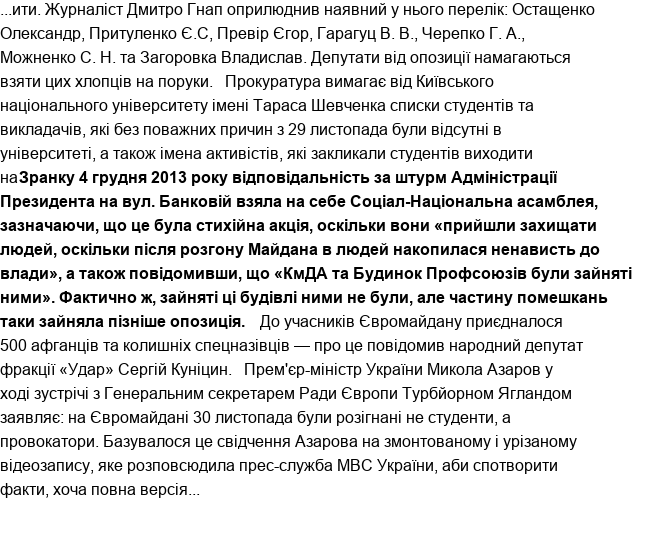 ...ити. Журналіст Дмитро Гнап оприлюднив наявний у нього перелік: Остащенко
Олександр, Притуленко Є.С, Превір Єгор, Гарагуц В. В., Черепко Г. А.,
Можненко С. Н. та Загоровка Владислав. Депутати від опозиції намагаються
взяти цих хлопців на поруки. Прокуратура вимагає від Київського
національного університету імені Тараса Шевченка списки студентів та
викладачів, які без поважних причин з 29 листопада були відсутні в
університеті, а також імена активістів, які закликали студентів виходити
наЗранку 4 грудня 2013 року відповідальність за штурм Адміністрації
Президента на вул. Банковій взяла на себе Соціал-Національна асамблея,
зазначаючи, що це була стихійна акція, оскільки вони «прийшли захищати
людей, оскільки після розгону Майдана в людей накопилася ненависть до
влади», а також повідомивши, що «КмДА та Будинок Профсоюзів були зайняті
ними». Фактично ж, зайняті ці будівлі ними не були, але частину помешкань
таки зайняла пізніше опозиція. До учасників Євромайдану приєдналося
500 афганців та колишніх спецназівців — про це повідомив народний депутат
фракції «Удар» Сергій Куніцин. Прем'єр-міністр України Микола Азаров у
ході зустрічі з Генеральним секретарем Ради Європи Турбйорном Ягландом
заявляє: на Євромайдані 30 листопада були розігнані не студенти, а
провокатори. Базувалося це свідчення Азарова на змонтованому і урізаному
відеозапису, яке розповсюдила прес-служба МВС України, аби спотворити
факти, хоча повна версія...